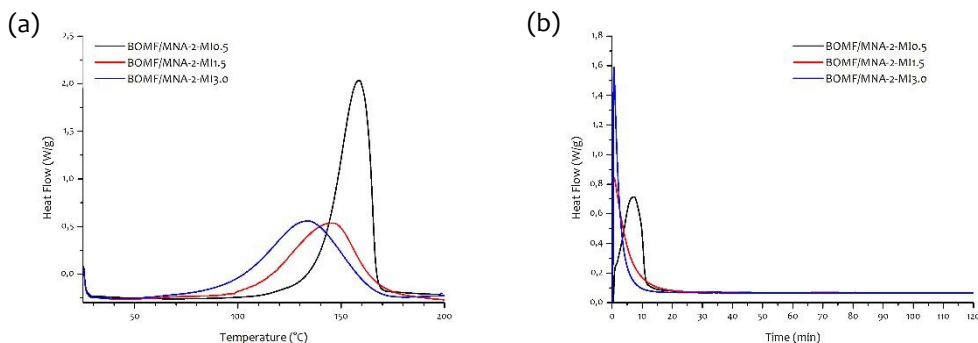 (a)
2,5
2,0
1,5
1,0
0,5
0,0
Heat Flow (W/g)
BOMF/MNA-2-MI0.5
BOMF/MNA-2-MI1.5
BOMF/MNA-2-MI3.0
50
100
150
200
Temperature (°C)
(b)
1,8
1,6
1,4
1,2
1,0
0,8
0,6
0,4
0,2
0,0
Heat Flow (W/g)
BOMF/MNA-2-MI0.5
BOMF/MNA-2-MI1.5
BOMF/MNA-2-MI3.0
0
10
20
30
40
50
60
70
80
90
100
110
120
Time (min)